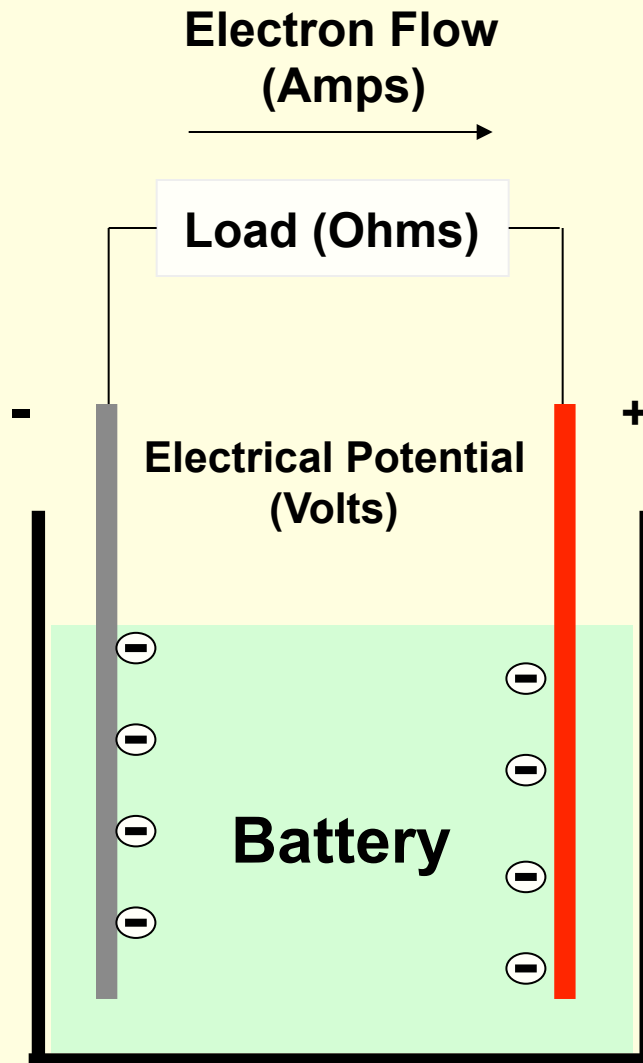 Electron Flow
(Amps)
Load (Ohms)
- +
Electrical Potential
(Volts)
- -
- -
Battery
- -
- -